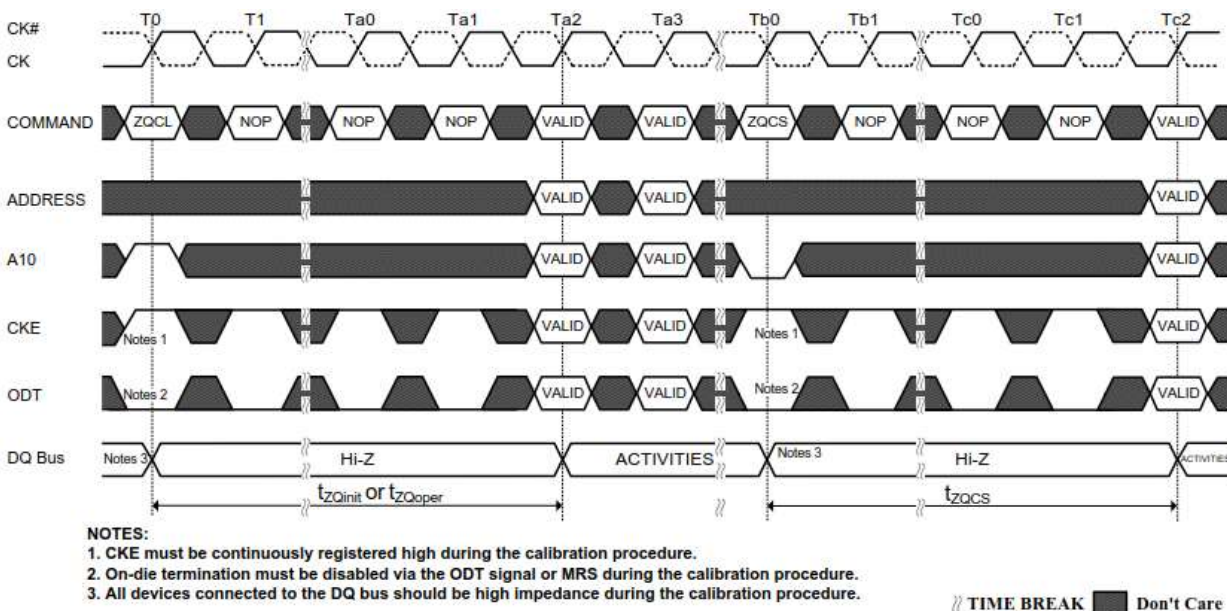 T0 T1 Ta0 Ta1 Ta2 Ta3 Tb0 Tb1 Tc0 Tc1 Tc2
CK#
CK
COMMAND ZQCL NOP NOP NOP VALID VALID ZQCS NOP NOP NOP VALID
ADDRESS VALID VALID VALID
A10 VALID VALID VALID
CKE Notes 1 VALID VALID Notes 1 VALID
ODT Notes 2 VALID VALID Notes 2 VALID
DQ Bus Notes 3 Hi-Z ACTIVITIES Notes 3 Hi-Z ACTIVITIES
tZQinit or tZQoper tZQCS
NOTES:
1. CKE must be continuously registered high during the calibration procedure.
2. On-die termination must be disabled via the ODT signal or MRS during the calibration procedure.
3. All devices connected to the DQ bus should be high impedance during the calibration procedure.
TIME BREAK Don't Care